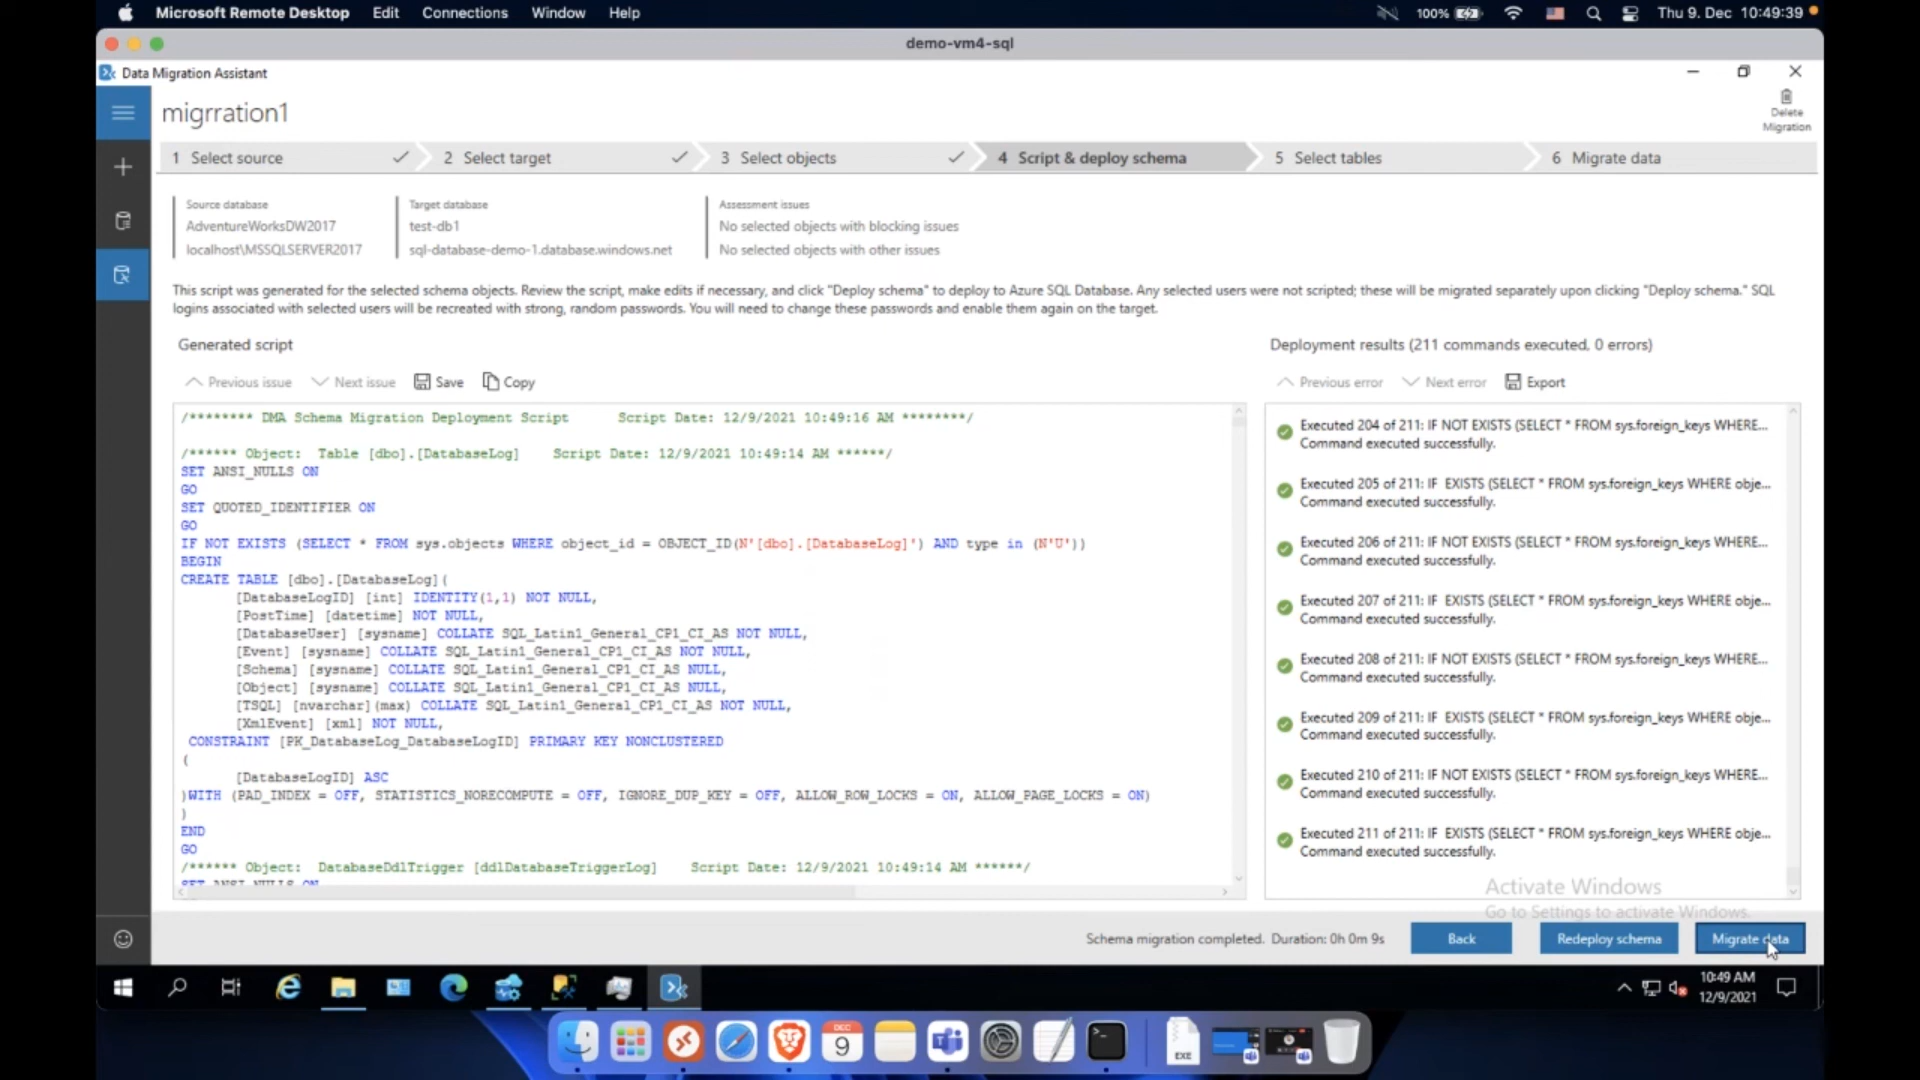 Microsoft Remote Desktop Edit Connections Window Help 100% Thu 9. Dec 10:49:39
demo-vm4-sql
Data Migration Assistant
migrration1
Delete
Migration
1 Select source 2 Select target 3 Select objects 4 Script & deploy schema 5 Select tables 6 Migrate data
Source database
AdventureWorksDW2017
localhost\MSSQLSERVER2017
Target database
test-db1
sql-database-demo-1.database.windows.net
Assessment issues
No selected objects with blocking issues
No selected objects with other issues
This script was generated for the selected schema objects. Review the script, make edits if necessary, and click "Deploy schema" to deploy to Azure SQL Database. Any selected users were not scripted; these will be migrated separately upon clicking "Deploy schema." SQL
logins associated with selected users will be recreated with strong, random passwords. You will need to change these passwords and enable them again on the target.
Generated script
Previous issue Next issue Save Copy
/******** DMA Schema Migration Deployment Script Script Date: 12/9/2021 10:49:16 AM ********/
/****** Object: Table [dbo].[DatabaseLog] Script Date: 12/9/2021 10:49:14 AM ******/
SET ANSI_NULLS ON
GO
SET QUOTED_IDENTIFIER ON
GO
IF NOT EXISTS (SELECT * FROM sys.objects WHERE object_id = OBJECT_ID(N'[dbo].[DatabaseLog]') AND type in (N'U'))
BEGIN
CREATE TABLE [dbo].[DatabaseLog](
[DatabaseLogID] [int] IDENTITY(1,1) NOT NULL,
[PostTime] [datetime] NOT NULL,
[DatabaseUser] [sysname] COLLATE SQL_Latin1_General_CP1_CI_AS NOT NULL,
[Event] [sysname] COLLATE SQL_Latin1_General_CP1_CI_AS NOT NULL,
[Schema] [sysname] COLLATE SQL_Latin1_General_CP1_CI_AS NULL,
[Object] [sysname] COLLATE SQL_Latin1_General_CP1_CI_AS NULL,
[TSQL] [nvarchar](max) COLLATE SQL_Latin1_General_CP1_CI_AS NOT NULL,
[XmlEvent] [xml] NOT NULL,
CONSTRAINT [PK_DatabaseLog_DatabaseLogID] PRIMARY KEY NONCLUSTERED
(
[DatabaseLogID] ASC
)WITH (PAD_INDEX = OFF, STATISTICS_NORECOMPUTE = OFF, IGNORE_DUP_KEY = OFF, ALLOW_ROW_LOCKS = ON, ALLOW_PAGE_LOCKS = ON)
)
END
GO
/****** Object: DatabaseDdlTrigger [ddlDatabaseTriggerLog] Script Date: 12/9/2021 10:49:14 AM ******/
SET ANSI_NULLS ON
Deployment results (211 commands executed, 0 errors)
Previous error Next error Export
Executed 204 of 211: IF NOT EXISTS (SELECT * FROM sys.foreign_keys WHERE...
Command executed successfully.
Executed 205 of 211: IF EXISTS (SELECT * FROM sys.foreign_keys WHERE obje...
Command executed successfully.
Executed 206 of 211: IF NOT EXISTS (SELECT * FROM sys.foreign_keys WHERE...
Command executed successfully.
Executed 207 of 211: IF EXISTS (SELECT * FROM sys.foreign_keys WHERE obje...
Command executed successfully.
Executed 208 of 211: IF NOT EXISTS (SELECT * FROM sys.foreign_keys WHERE...
Command executed successfully.
Executed 209 of 211: IF EXISTS (SELECT * FROM sys.foreign_keys WHERE obje...
Command executed successfully.
Executed 210 of 211: IF NOT EXISTS (SELECT * FROM sys.foreign_keys WHERE...
Command executed successfully.
Executed 211 of 211: IF EXISTS (SELECT * FROM sys.foreign_keys WHERE obje...
Command executed successfully.
Activate Windows
Go to Settings to activate Windows.
Schema migration completed. Duration: 0h 0m 9s Back Redeploy schema Migrate data
10:49 AM
12/9/2021
DEC
9
EXE